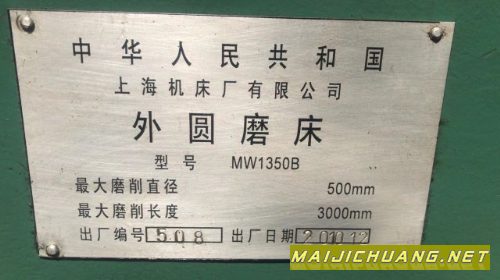 中华人民共和国
上海机床厂有限公司
外圆磨床
型号 MW1350B
最大磨削直径 500mm
最大磨削长度 3000mm
出厂编号 508 出厂日期
MAIJICHUANG.NET